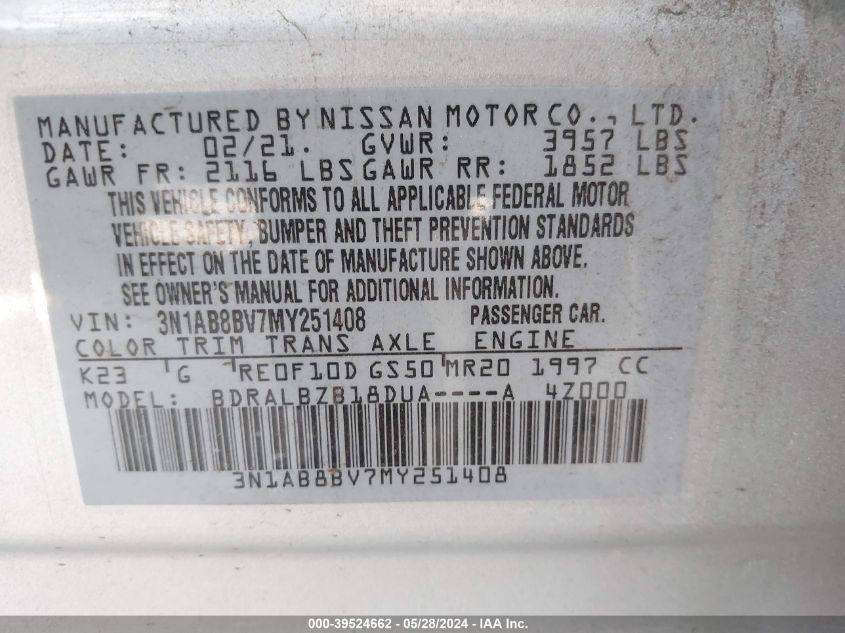 MANUFACTURED BY NISSAN MOTOR CO., LTD.
DATE: 02/21. GVWR: 3957 LBS
GAWR FR: 2116 LBS GAWR RR: 1852 LBS
THIS VEHICLE CONFORMS TO ALL APPLICABLE FEDERAL MOTOR
VEHICLE SAFETY, BUMPER AND THEFT PREVENTION STANDARDS
IN EFFECT ON THE DATE OF MANUFACTURE SHOWN ABOVE.
SEE OWNER'S MANUAL FOR ADDITIONAL INFORMATION.
VIN: 3N1AB8BV7MY251408 PASSENGER CAR.
COLOR TRIM TRANS AXLE ENGINE
K23 G RE0F10D GS50 MR20 1997 CC
MODEL: BDRALBZB18DUA----A 4Z000
3N1AB8BV7MY251408
000-39524662 - 05/28/2024 - IAA Inc.